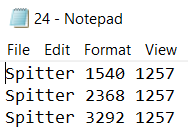 24 - Notepad
File Edit Format View
Spitter 1540 1257
Spitter 2368 1257
Spitter 3292 1257